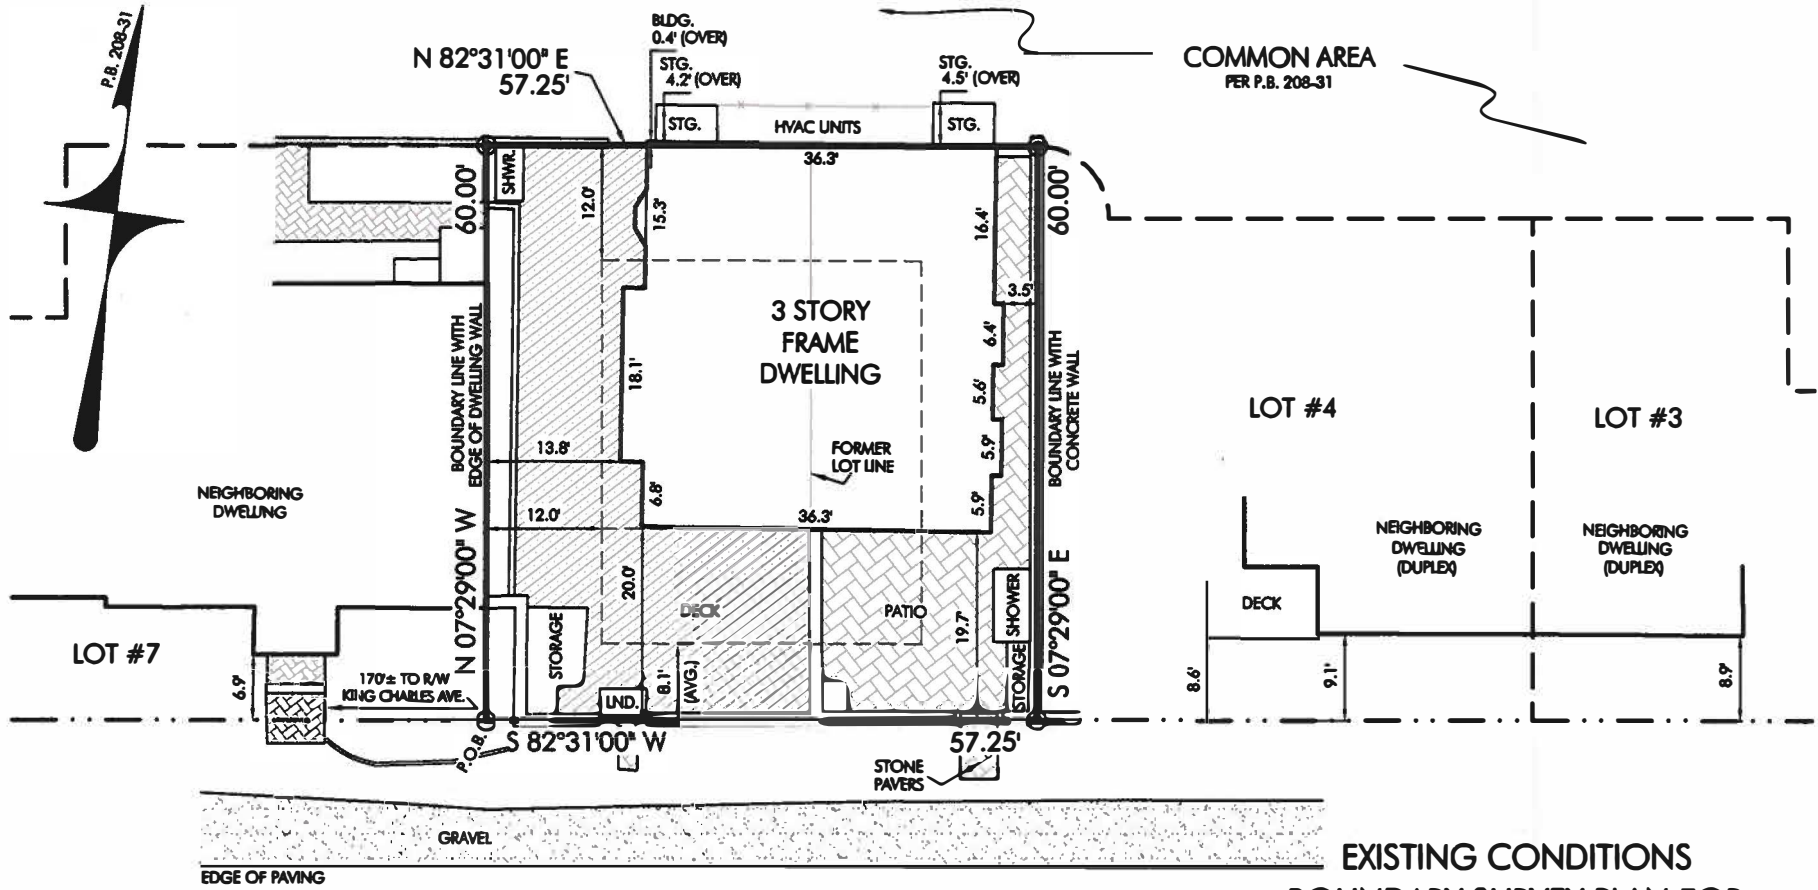 P.B. 208-31
N 82°31'00" E
57.25'
BLDG.
0.4' (OVER)
STG.
4.2' (OVER)
STG.
4.5' (OVER)
COMMON AREA
PER P.B. 208-31
STG.
HVAC UNITS
STG.
36.3'
SHWR.
60.00'
12.0'
15.3'
16.4'
60.00'
3.5'
3 STORY
FRAME
DWELLING
6.4'
18.1'
5.6'
BOUNDARY LINE WITH
EDGE OF DWELLING WALL
BOUNDARY LINE WITH
CONCRETE WALL
LOT #4
LOT #3
13.8'
FORMER
LOT LINE
5.9'
6.8'
5.9'
NEIGHBORING
DWELLING
12.0'
36.3'
NEIGHBORING
DWELLING
(DUPLEX)
NEIGHBORING
DWELLING
(DUPLEX)
N 07°29'00" W
S 07°29'00" E
20.0'
DECK
PATIO
19.7'
SHOWER
DECK
STORAGE
STORAGE
LOT #7
6.9'
170'± TO R/W
KING CHARLES AVE.
UND.
8.1'
(AVG.)
8.6'
9.1'
8.9'
P.O.B.
S 82°31'00" W
57.25'
STONE
PAVERS
GRAVEL
EDGE OF PAVING
EXISTING CONDITIONS
BOUNDARY SURVEY PLAN FOR